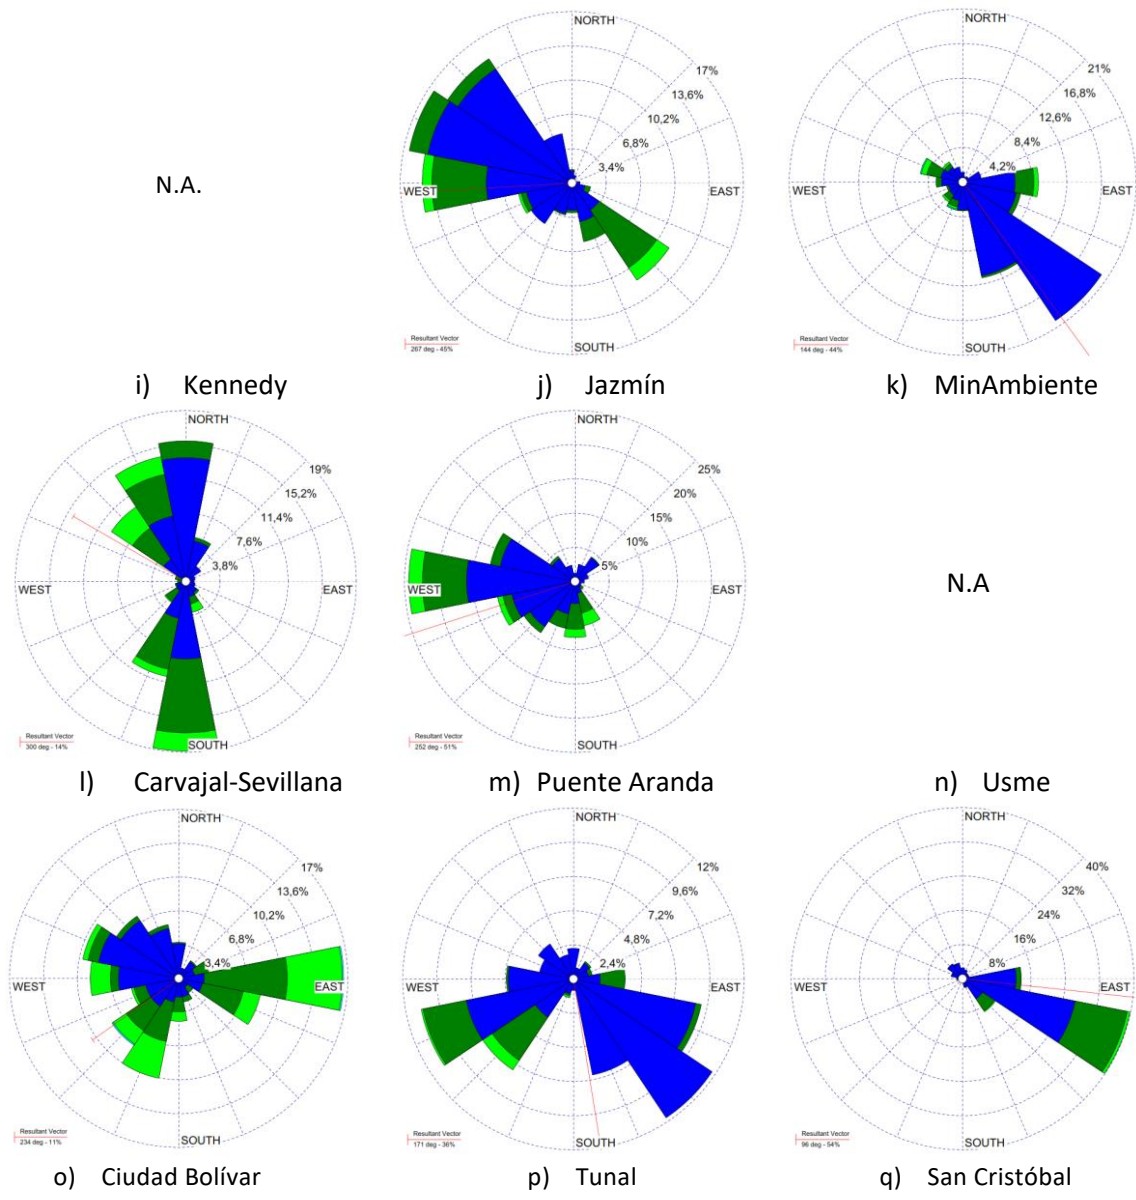 N.A.
NORTH
17%
13,6%
10,2%
6,8%
3,4%
WEST
EAST
SOUTH
Resultant Vector
267 deg - 45%
NORTH
21%
16,8%
12,6%
8,4%
4,2%
WEST
EAST
SOUTH
Resultant Vector
144 deg - 44%
i) Kennedy
j) Jazmín
k) MinAmbiente
NORTH
19%
15,2%
11,4%
7,6%
3,8%
WEST
EAST
SOUTH
Resultant Vector
300 deg - 14%
NORTH
25%
20%
15%
10%
5%
WEST
EAST
SOUTH
Resultant Vector
252 deg - 51%
N.A
l) Carvajal-Sevillana
m) Puente Aranda
n) Usme
NORTH
17%
13,6%
10,2%
6,8%
3,4%
WEST
EAST
SOUTH
Resultant Vector
234 deg - 11%
NORTH
12%
9,6%
7,2%
4,8%
2,4%
WEST
EAST
SOUTH
Resultant Vector
171 deg - 36%
NORTH
40%
32%
24%
16%
8%
WEST
EAST
SOUTH
Resultant Vector
96 deg - 54%
o) Ciudad Bolívar
p) Tunal
q) San Cristóbal